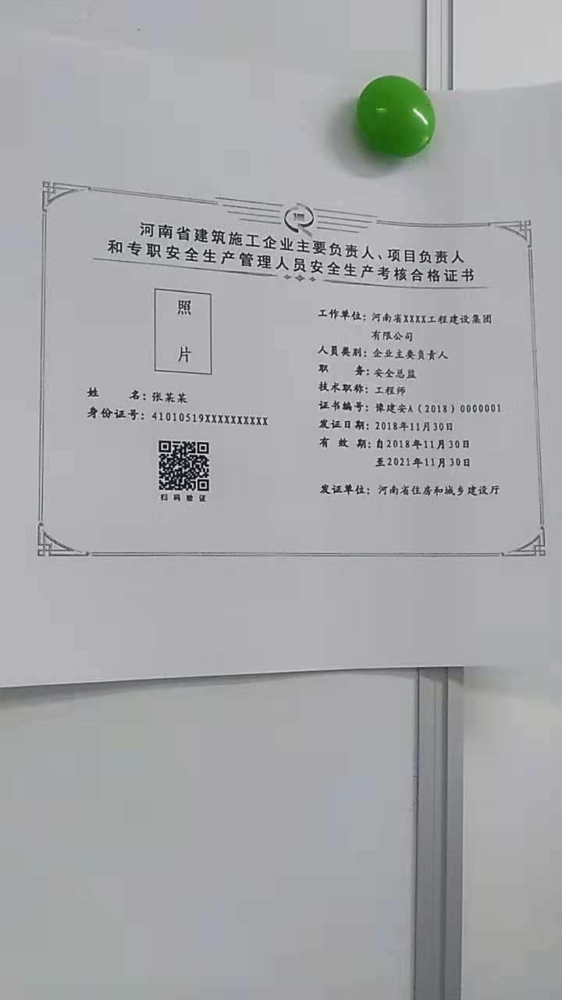 河南省建筑施工企业主要负责人、项目负责人
和专职安全生产管理人员安全生产考核合格证书
照
片
姓 名：张某某
身份证号：41010519XXXXXXXXXX
扫码验证
工作单位：河南省XXXX工程建设集团
有限公司
人员类别：企业主要负责人
职 务：安全总监
技术职称：工程师
证书编号：豫建安A（2018）0000001
发证日期：2018年11月30日
有 效 期：自2018年11月30日
至2021年11月30日
发证单位：河南省住房和城乡建设厅